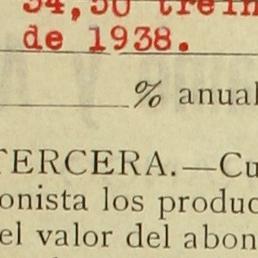 34,50 trein
de 1938.
% anual
TERCERA.—Cu
onista los produc
el valor del abon